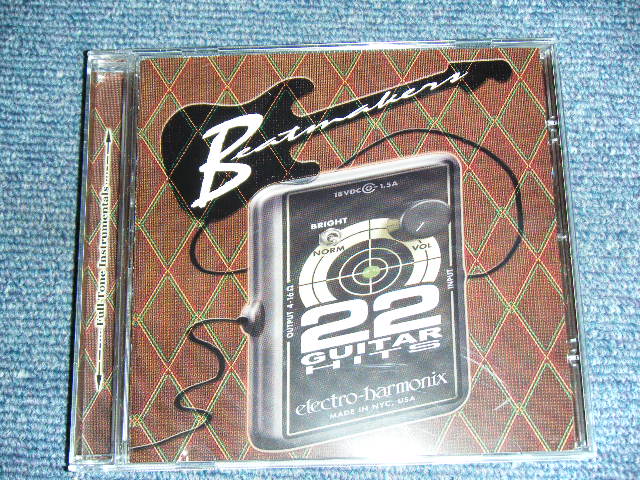 Beatmakers
Full-Tone Instrumentals
18VDC 1.5A
BRIGHT
NORM
VOL
OUTPUT 4-16Ω
INPUT
22
GUITAR
HITS
electro-harmonix
MADE IN NYC, USA